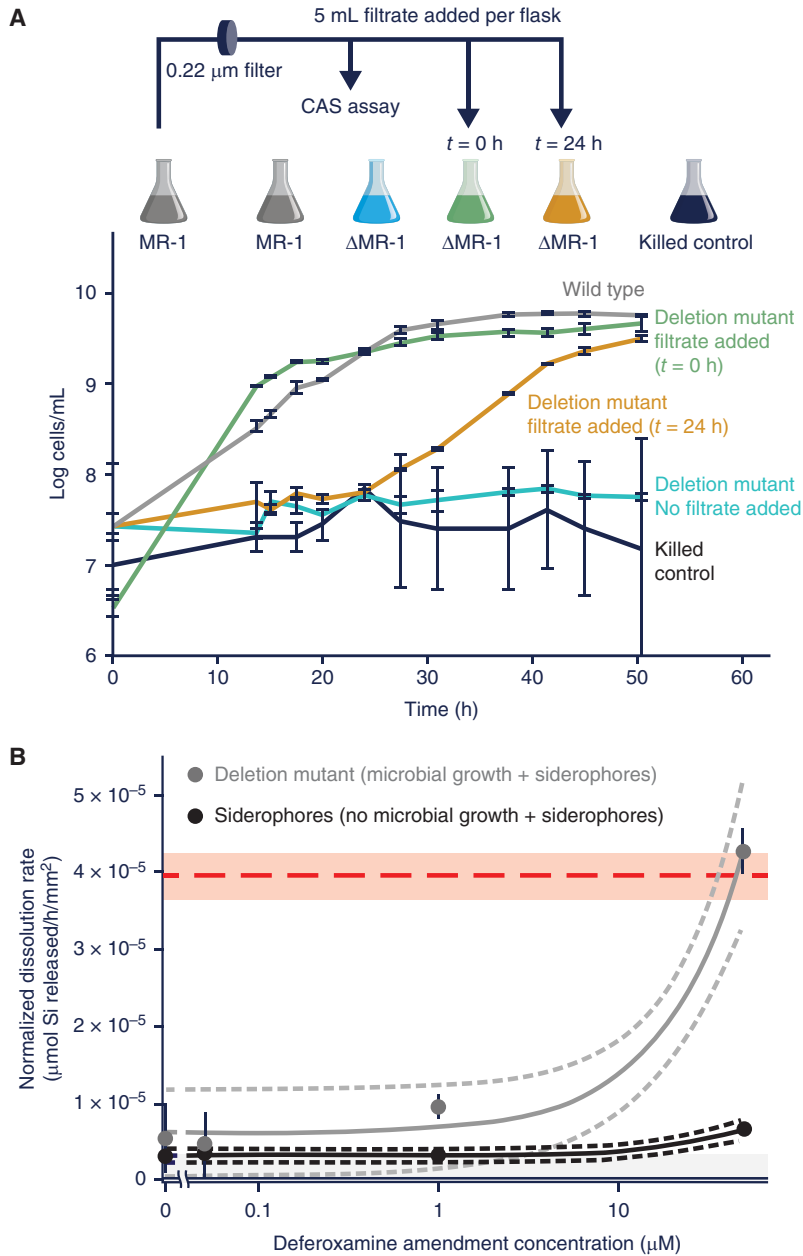 A
5 mL filtrate added per flask
0.22 μm filter
CAS assay
t = 0 h
t = 24 h
MR-1
MR-1
ΔMR-1
ΔMR-1
ΔMR-1
Killed control
Log cells/mL
10
9
8
7
6
Wild type
Deletion mutant
filtrate added
(t = 0 h)
Deletion mutant
filtrate added (t = 24 h)
Deletion mutant
No filtrate added
Killed
control
0
10
20
30
40
50
60
Time (h)
B
Deletion mutant (microbial growth + siderophores)
Siderophores (no microbial growth + siderophores)
Normalized dissolution rate
(μmol Si released/h/mm²)
5 × 10⁻⁵
4 × 10⁻⁵
3 × 10⁻⁵
2 × 10⁻⁵
1 × 10⁻⁵
0
0
0.1
1
10
Deferoxamine amendment concentration (μM)